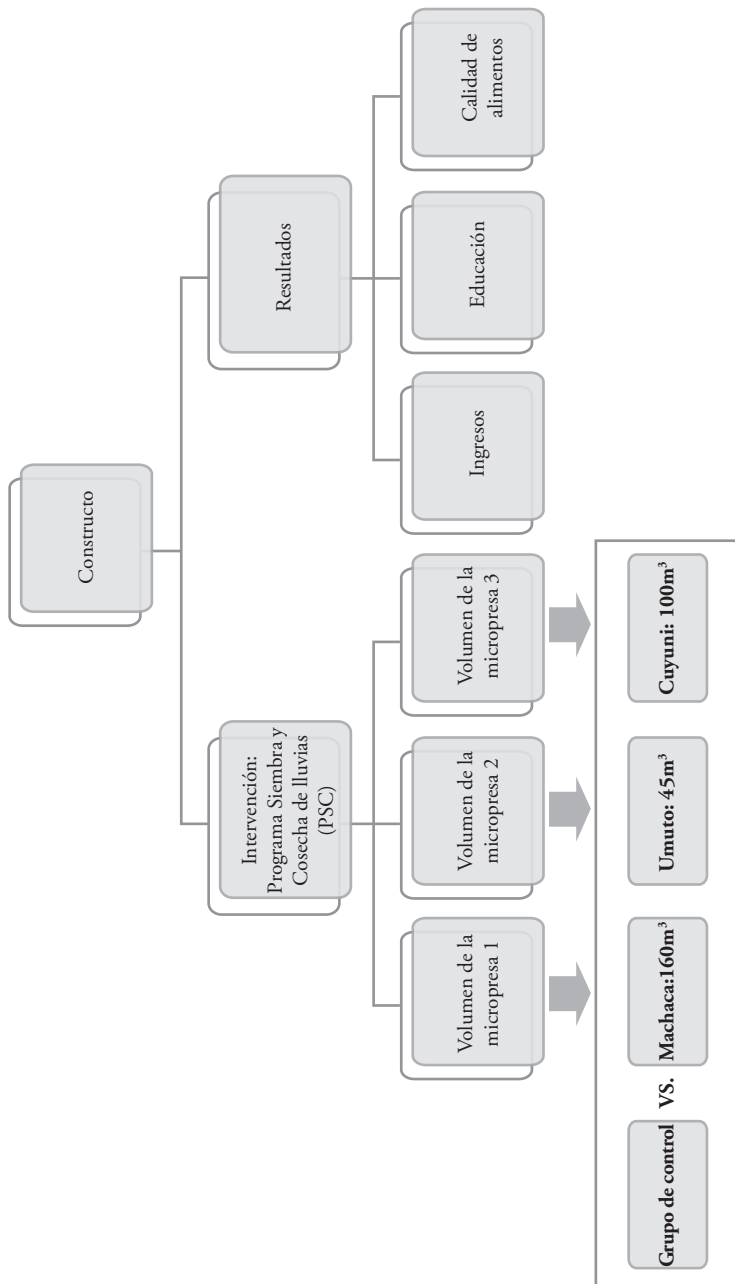 Constructo
Intervención:
Programa Siembra y
Cosecha de lluvias
(PSC)
Resultados
Volumen de la
micropresa 1
Volumen de la
micropresa 2
Volumen de la
micropresa 3
Ingresos
Educación
Calidad de
alimentos
Grupo de control
VS.
Machaca:160m³
Umuto: 45m³
Cuyuni: 100m³